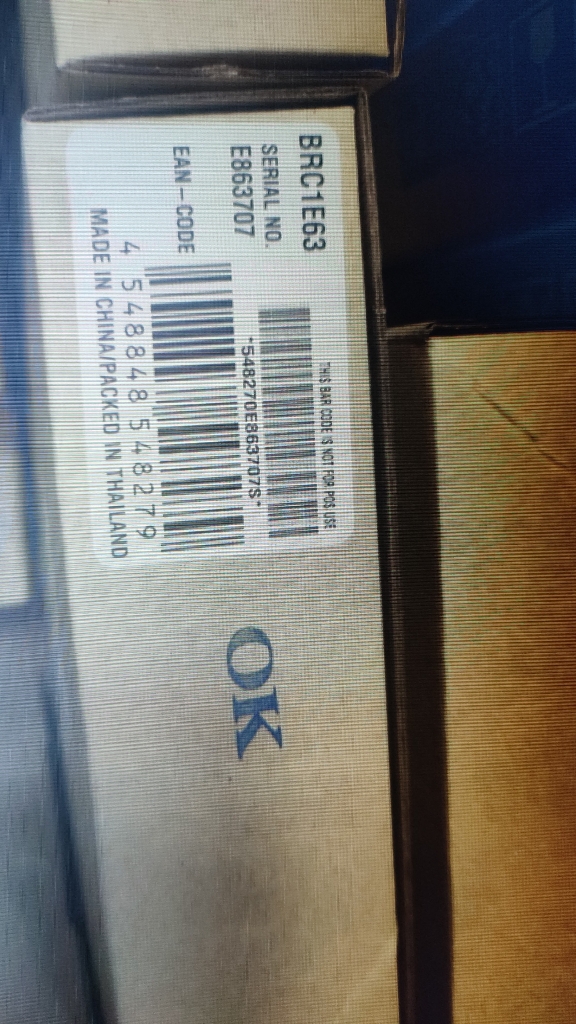 BRC1E63
SERIAL NO.
E863707
THIS BAR CODE IS NOT FOR POS USE
*548270E863707S*
EAN-CODE
4 548848 548279
MADE IN CHINA/PACKED IN THAILAND
OK